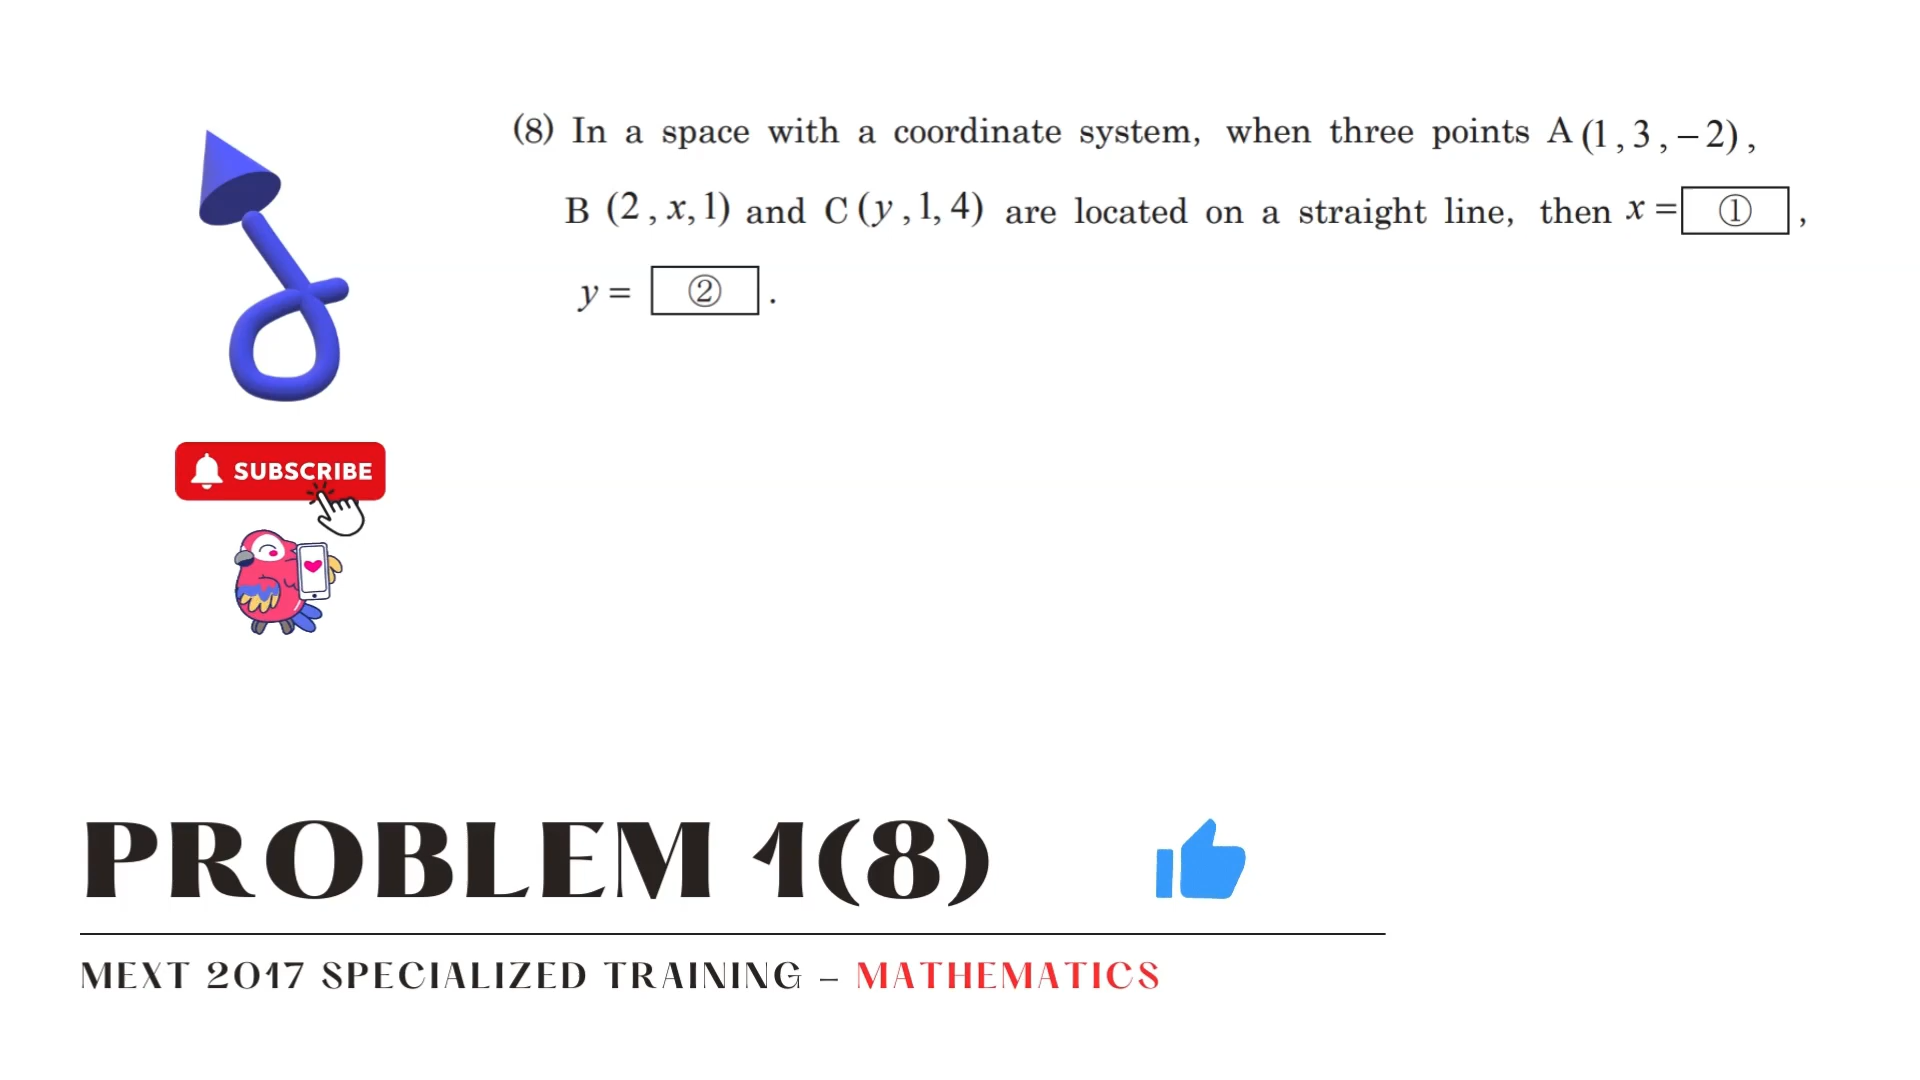 (8) In a space with a coordinate system, when three points A (1, 3, −2),
B (2, x, 1) and C (y, 1, 4) are located on a straight line, then x = ①,
y = ②.
SUBSCRIBE
PROBLEM 1(8)
MEXT 2017 SPECIALIZED TRAINING – MATHEMATICS